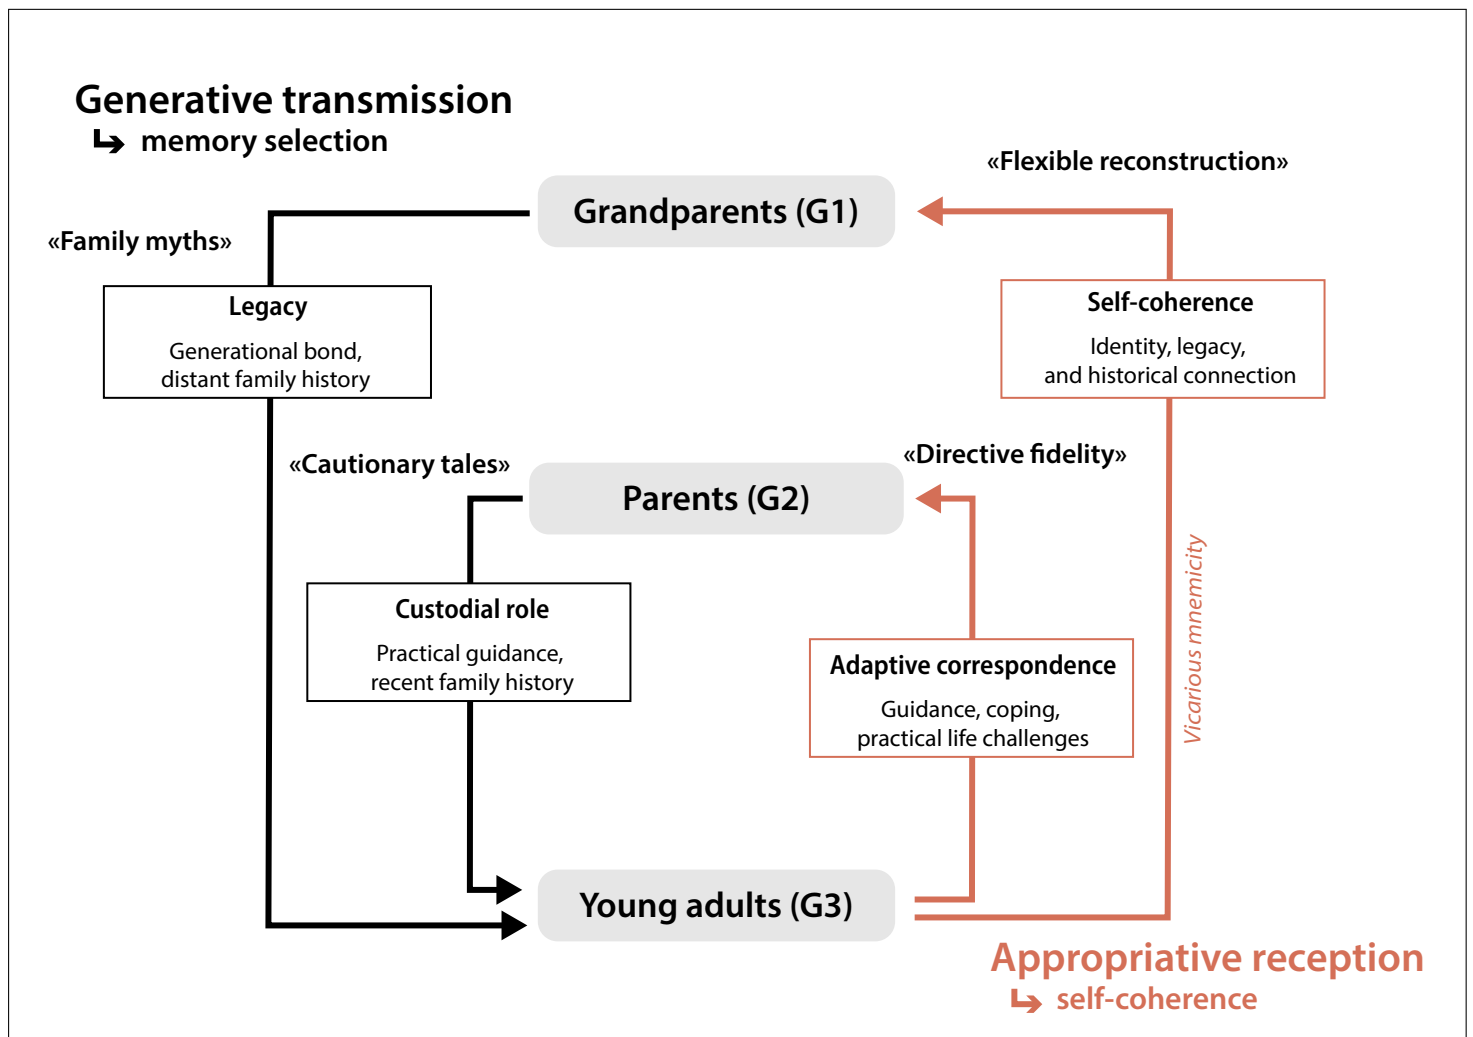 Generative transmission
↳ memory selection
«Flexible reconstruction»
Grandparents (G1)
«Family myths»
Legacy
Generational bond,
distant family history
Self-coherence
Identity, legacy,
and historical connection
«Cautionary tales»
«Directive fidelity»
Parents (G2)
Custodial role
Practical guidance,
recent family history
Adaptive correspondence
Guidance, coping,
practical life challenges
Vicarious mnemicity
Young adults (G3)
Appropriative reception
↳ self-coherence